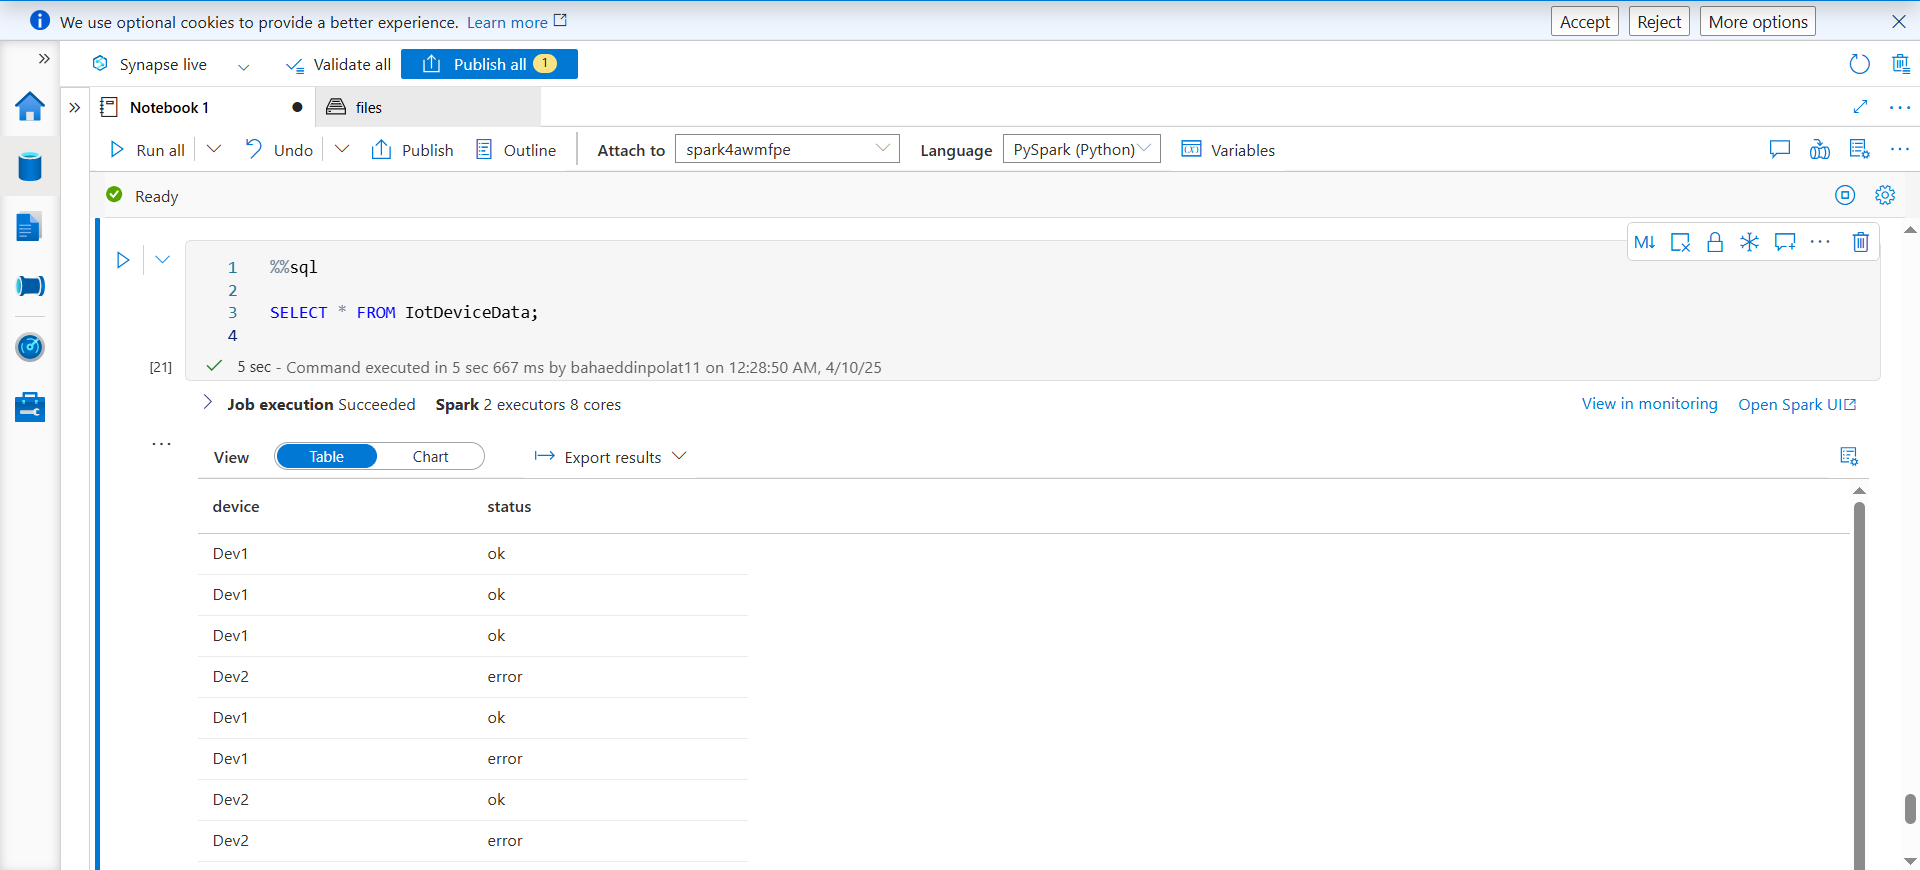 We use optional cookies to provide a better experience. Learn more
Accept Reject More options
Synapse live Validate all Publish all 1
Notebook 1 files
Run all Undo Publish Outline Attach to spark4awmfpe Language PySpark (Python) Variables
Ready
M↓
1 %%sql
2
3 SELECT * FROM IotDeviceData;
4
[21] 5 sec - Command executed in 5 sec 667 ms by bahaeddinpolat11 on 12:28:50 AM, 4/10/25
Job execution Succeeded Spark 2 executors 8 cores View in monitoring Open Spark UI
View Table Chart Export results
device status
Dev1 ok
Dev1 ok
Dev1 ok
Dev2 error
Dev1 ok
Dev1 error
Dev2 ok
Dev2 error